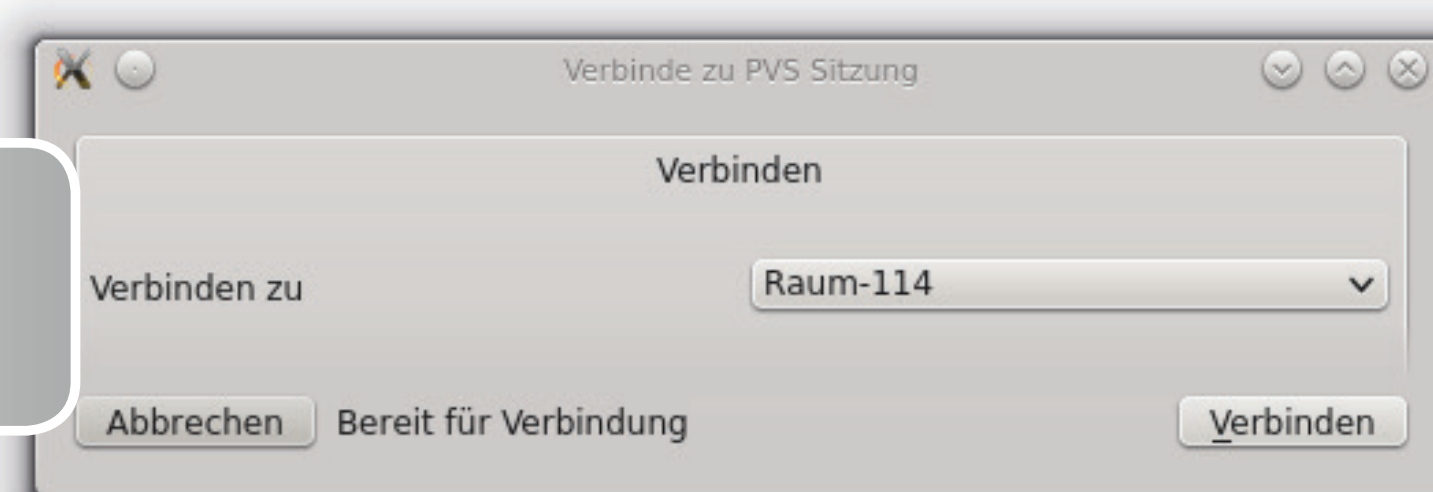 Verbinde zu PVS Sitzung
Verbinden
Verbinden zu
Raum-114
Abbrechen
Bereit für Verbindung
Verbinden